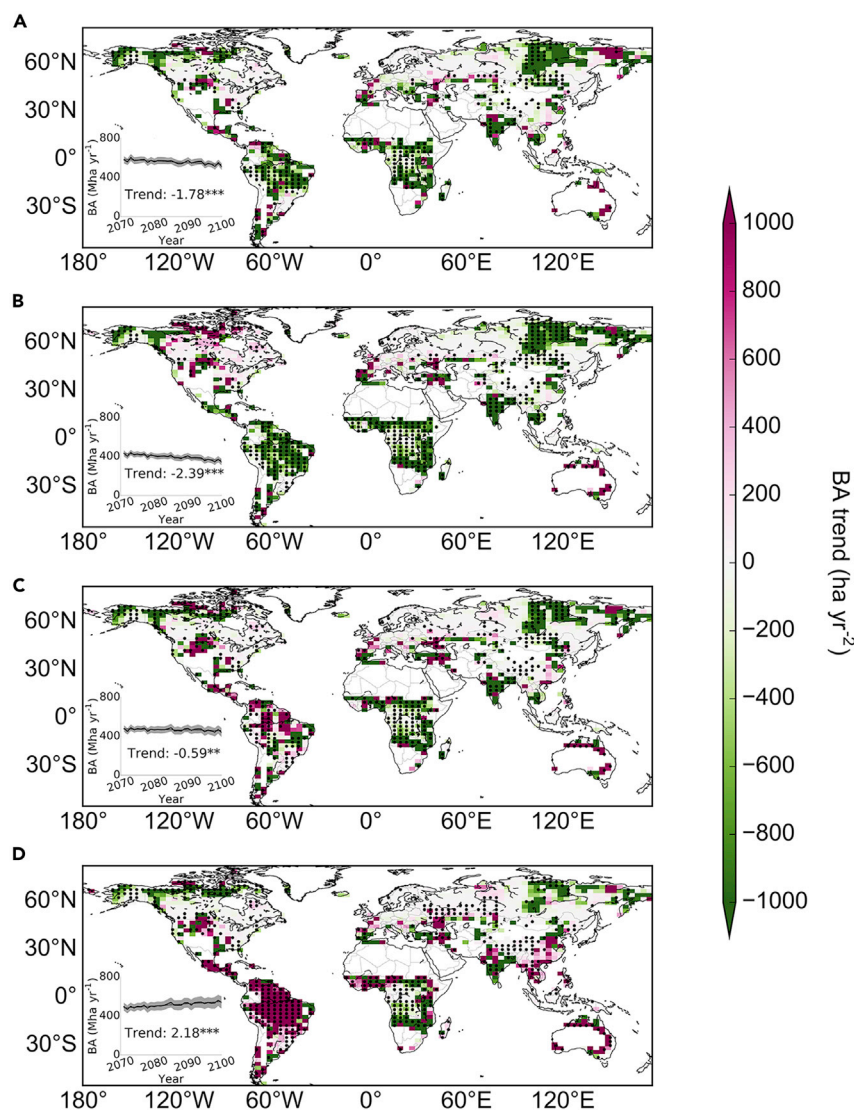 A
60°N
30°N
0°
30°S
800
400
0
BA (Mha yr⁻¹)
Trend: -1.78***
2070
2080
2090
2100
Year
180°
120°W
60°W
0°
60°E
120°E
B
60°N
30°N
0°
30°S
800
400
0
BA (Mha yr⁻¹)
Trend: -2.39***
2070
2080
2090
2100
Year
180°
120°W
60°W
0°
60°E
120°E
C
60°N
30°N
0°
30°S
800
400
0
BA (Mha yr⁻¹)
Trend: -0.59**
2070
2080
2090
2100
Year
180°
120°W
60°W
0°
60°E
120°E
D
60°N
30°N
0°
30°S
800
400
0
BA (Mha yr⁻¹)
Trend: 2.18***
2070
2080
2090
2100
Year
180°
120°W
60°W
0°
60°E
120°E
1000
800
600
400
200
0
−200
−400
−600
−800
−1000
BA trend (ha yr⁻²)